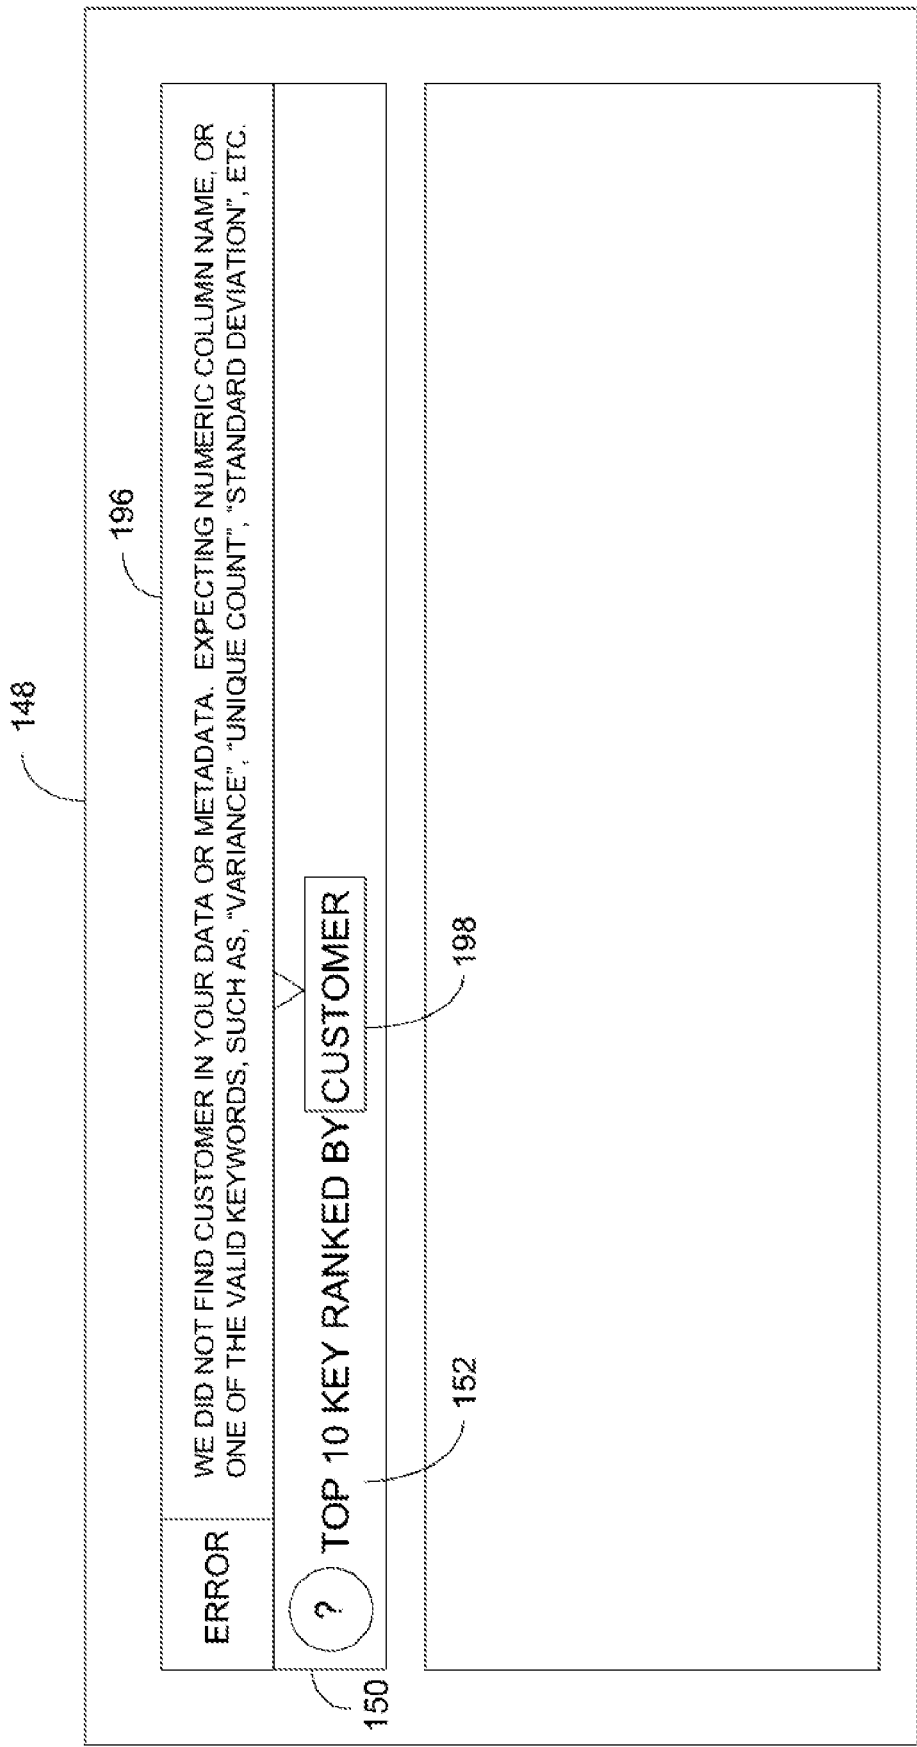 148
196
ERROR
WE DID NOT FIND CUSTOMER IN YOUR DATA OR METADATA. EXPECTING NUMERIC COLUMN NAME, OR
ONE OF THE VALID KEYWORDS, SUCH AS, "VARIANCE", "UNIQUE COUNT", "STANDARD DEVIATION", ETC.
? TOP 10 KEY RANKED BY CUSTOMER
150
152
198